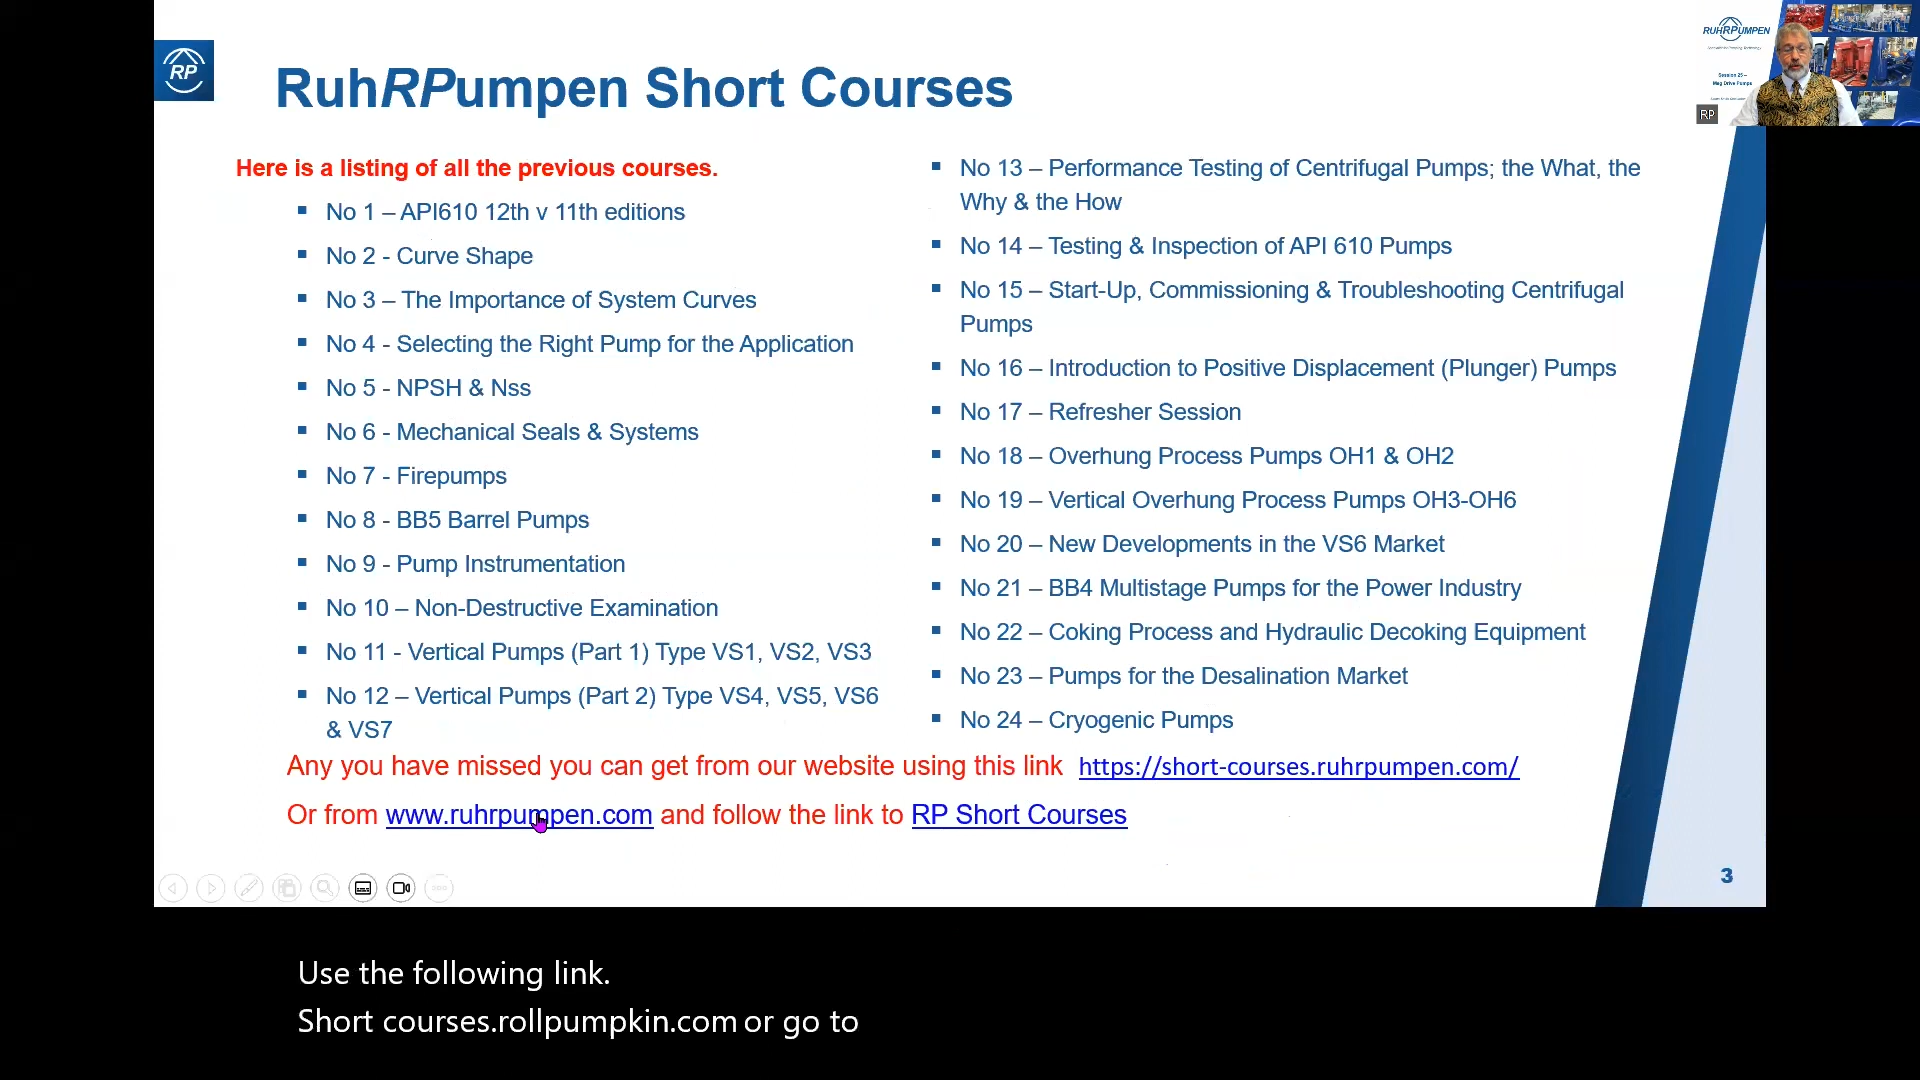 RP
RuhRPumpen Short Courses
Here is a listing of all the previous courses.
▪ No 1 – API610 12th v 11th editions
▪ No 2 - Curve Shape
▪ No 3 – The Importance of System Curves
▪ No 4 - Selecting the Right Pump for the Application
▪ No 5 - NPSH & Nss
▪ No 6 - Mechanical Seals & Systems
▪ No 7 - Firepumps
▪ No 8 - BB5 Barrel Pumps
▪ No 9 - Pump Instrumentation
▪ No 10 – Non-Destructive Examination
▪ No 11 - Vertical Pumps (Part 1) Type VS1, VS2, VS3
▪ No 12 – Vertical Pumps (Part 2) Type VS4, VS5, VS6
& VS7
▪ No 13 – Performance Testing of Centrifugal Pumps; the What, the
Why & the How
▪ No 14 – Testing & Inspection of API 610 Pumps
▪ No 15 – Start-Up, Commissioning & Troubleshooting Centrifugal
Pumps
▪ No 16 – Introduction to Positive Displacement (Plunger) Pumps
▪ No 17 – Refresher Session
▪ No 18 – Overhung Process Pumps OH1 & OH2
▪ No 19 – Vertical Overhung Process Pumps OH3-OH6
▪ No 20 – New Developments in the VS6 Market
▪ No 21 – BB4 Multistage Pumps for the Power Industry
▪ No 22 – Coking Process and Hydraulic Decoking Equipment
▪ No 23 – Pumps for the Desalination Market
▪ No 24 – Cryogenic Pumps
Any you have missed you can get from our website using this link https://short-courses.ruhrpumpen.com/
Or from www.ruhrpumpen.com and follow the link to RP Short Courses
3
RUHRPUMPEN
Session 25 –
Mag Drive Pumps
RP
Use the following link.
Short courses.rollpumpkin.com or go to